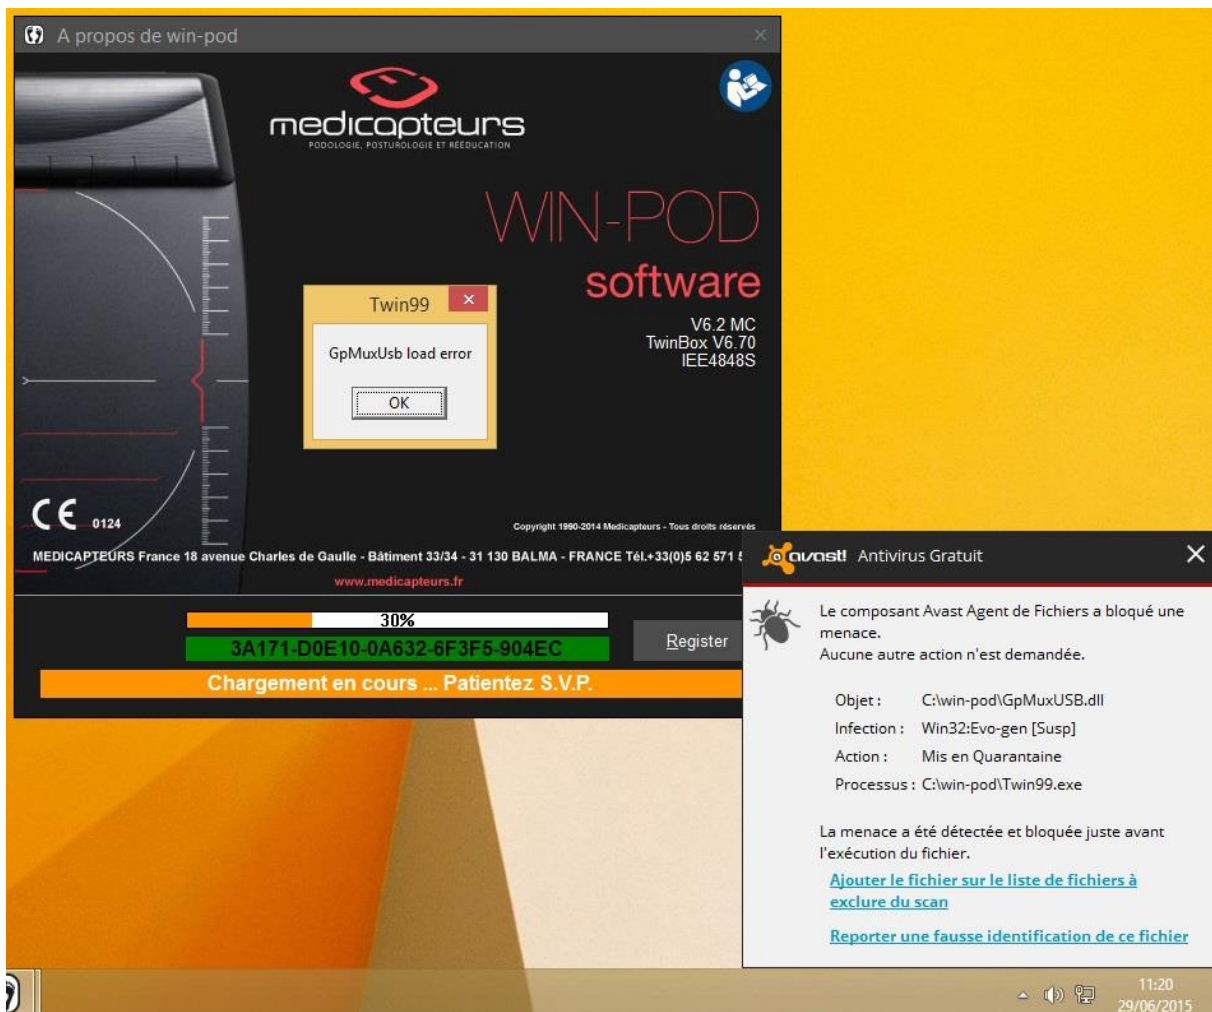 A propos de win-pod
medicapteurs
PODOLOGIE, POSTUROLOGIE ET RÉÉDUCATION
WIN-POD
software
V6.2 MC
TwinBox V6.70
IEE4848S
Twin99
GpMuxUsb load error
OK
CE 0124
Copyright 1990-2014 Medicapteurs - Tous droits réservés
MEDICAPTEURS France 18 avenue Charles de Gaulle - Bâtiment 33/34 - 31 130 BALMA - FRANCE Tél.+33(0)5 62 571 5
www.medicapteurs.fr
30%
3A171-D0E10-0A632-6F3F5-904EC
Register
Chargement en cours ... Patientez S.V.P.
avast! Antivirus Gratuit
Le composant Avast Agent de Fichiers a bloqué une
menace.
Aucune autre action n'est demandée.
Objet : C:\win-pod\GpMuxUSB.dll
Infection : Win32:Evo-gen [Susp]
Action : Mis en Quarantaine
Processus : C:\win-pod\Twin99.exe
La menace a été détectée et bloquée juste avant
l'exécution du fichier.
Ajouter le fichier sur le liste de fichiers à
exclure du scan
Reporter une fausse identification de ce fichier
11:20
29/06/2015